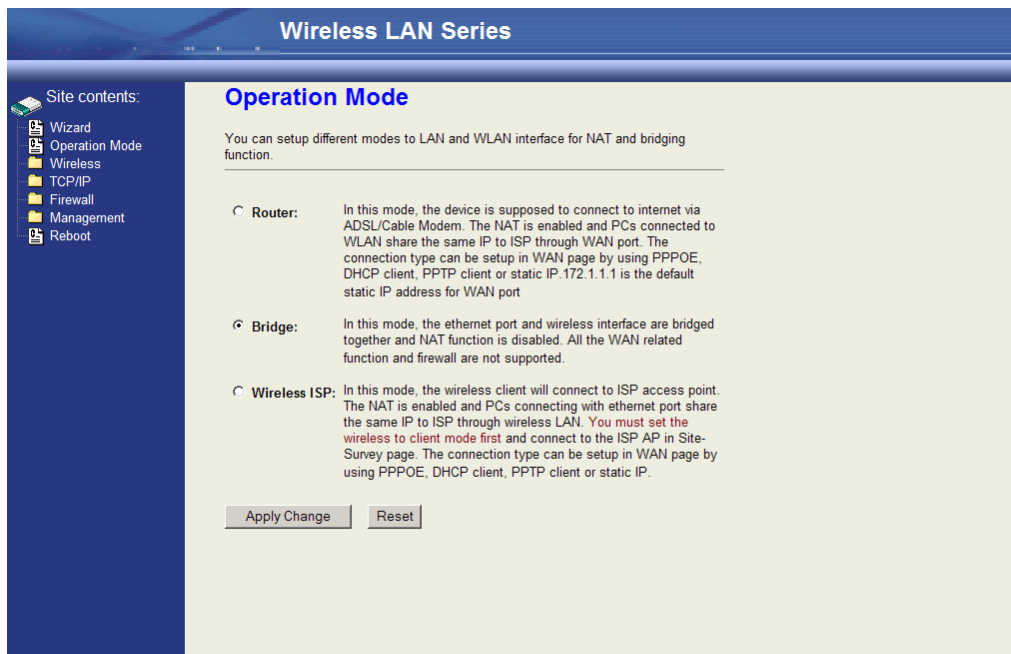 Wireless LAN Series
Site contents:
Wizard
Operation Mode
Wireless
TCP/IP
Firewall
Management
Reboot
Operation Mode
You can setup different modes to LAN and WLAN interface for NAT and bridging
function.
Router:
In this mode, the device is supposed to connect to internet via
ADSL/Cable Modem. The NAT is enabled and PCs connected to
WLAN share the same IP to ISP through WAN port. The
connection type can be setup in WAN page by using PPPOE,
DHCP client, PPTP client or static IP.172.1.1.1 is the default
static IP address for WAN port
Bridge:
In this mode, the ethernet port and wireless interface are bridged
together and NAT function is disabled. All the WAN related
function and firewall are not supported.
Wireless ISP:
In this mode, the wireless client will connect to ISP access point.
The NAT is enabled and PCs connecting with ethernet port share
the same IP to ISP through wireless LAN. You must set the
wireless to client mode first and connect to the ISP AP in Site-
Survey page. The connection type can be setup in WAN page by
using PPPOE, DHCP client, PPTP client or static IP.
Apply Change
Reset